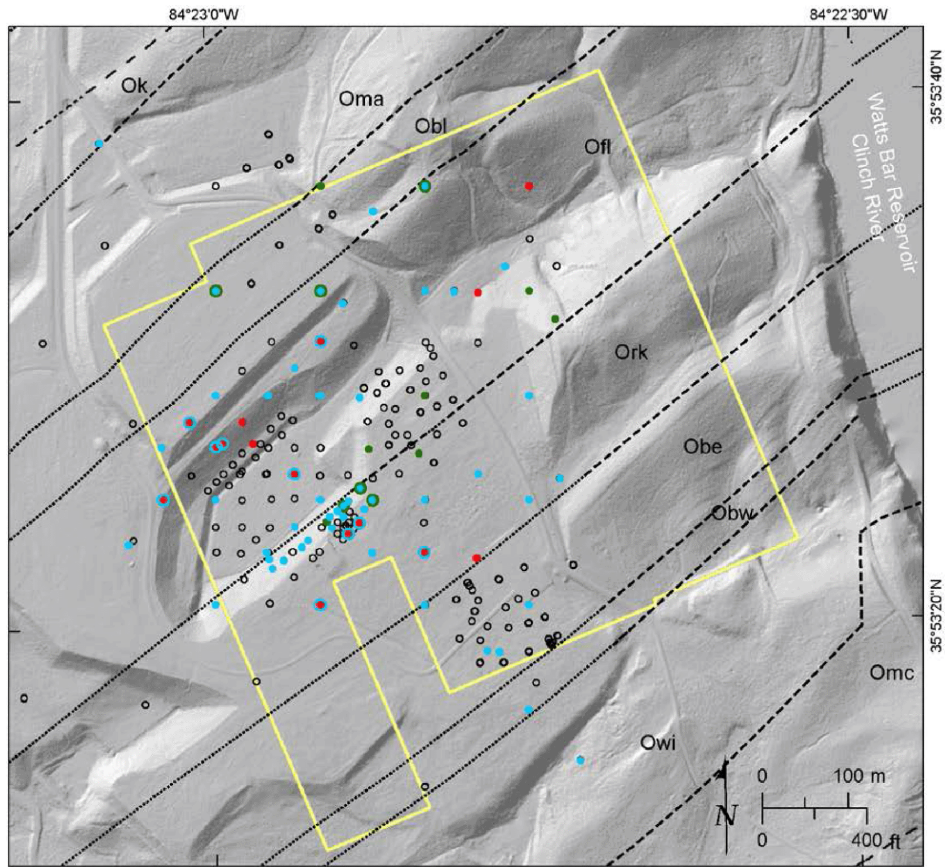 84°23'0"W
84°22'30"W
35°53'40"N
Ok
Oma
Obl
Ofl
Watts Bar Reservoir
Clinch River
Ork
Obe
Obw
35°53'20"N
Omc
Owi
0 100 m
N
0 400 ft